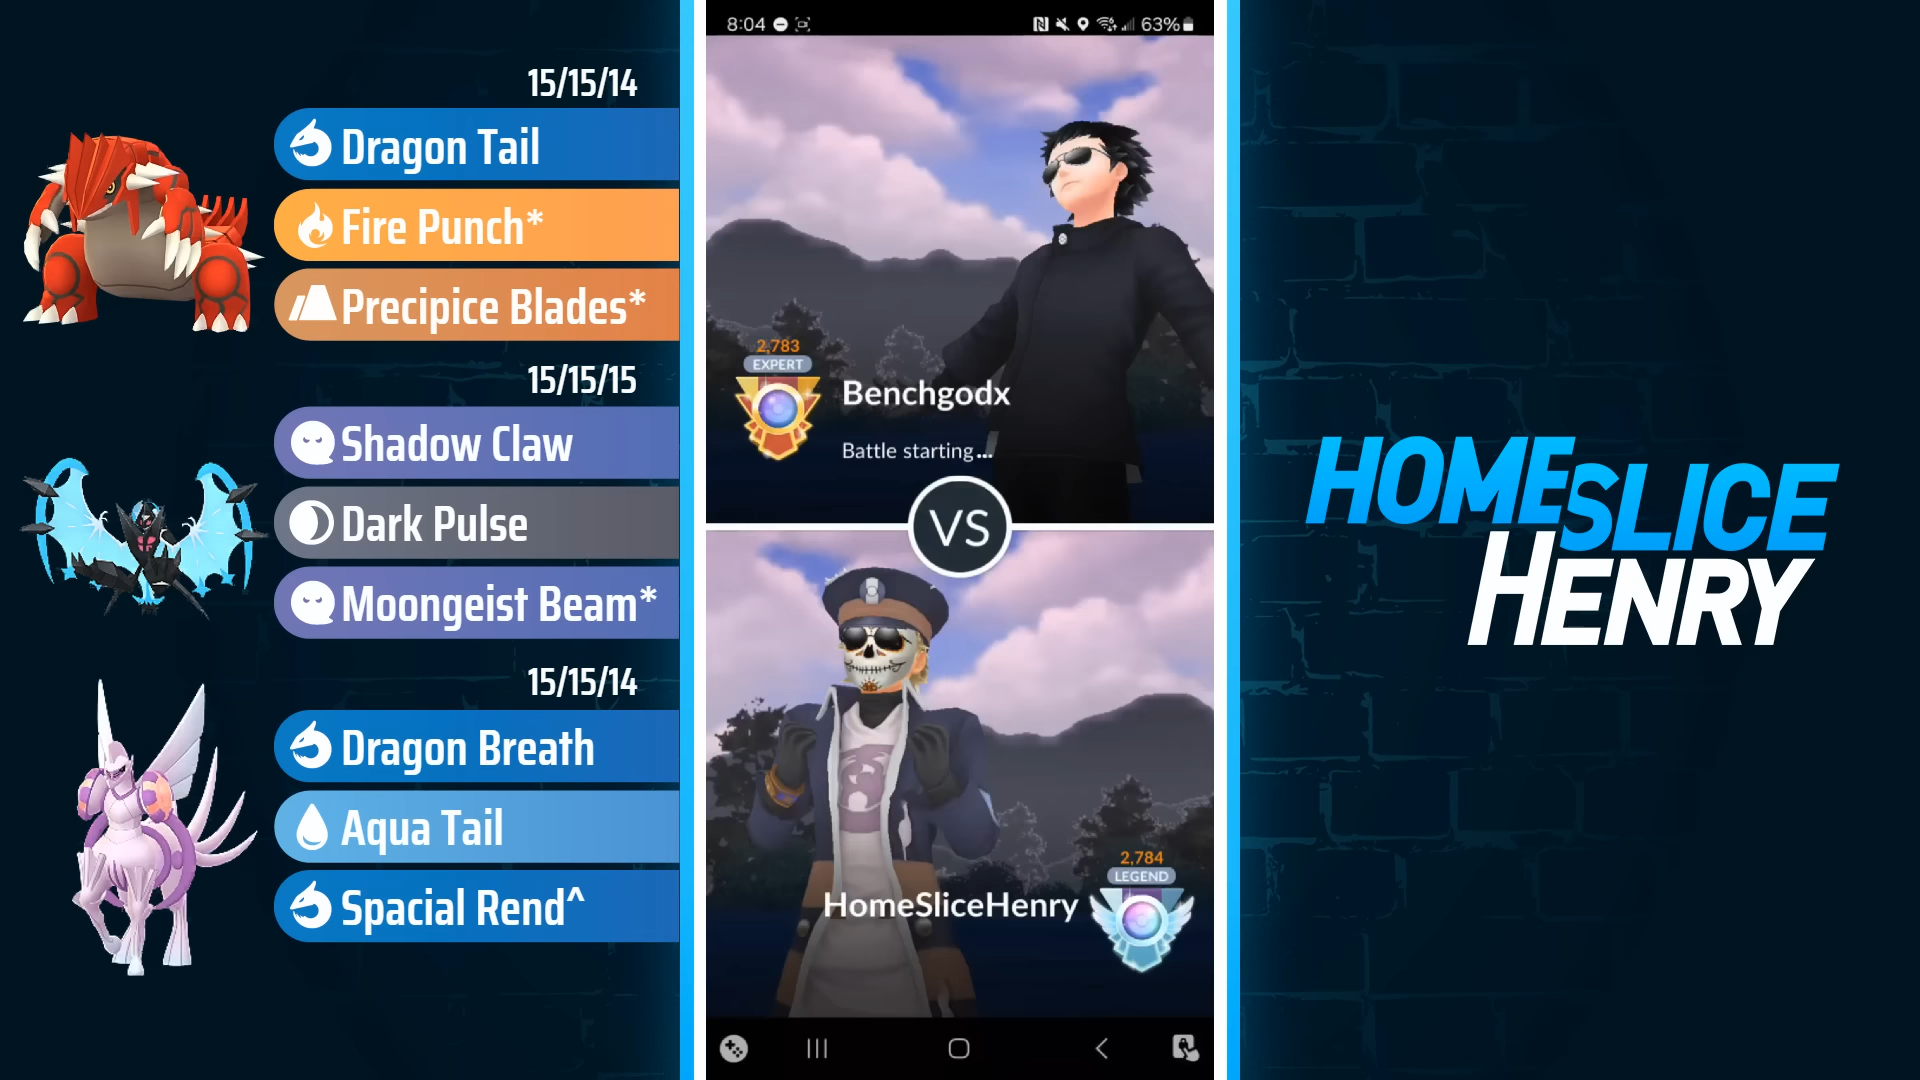 15/15/14
Dragon Tail
Fire Punch*
Precipice Blades*
15/15/15
Shadow Claw
Dark Pulse
Moongeist Beam*
15/15/14
Dragon Breath
Aqua Tail
Spacial Rend^
8:04
63%
2,783
EXPERT
Benchgodx
Battle starting...
VS
2,784
LEGEND
HomeSliceHenry
HOMESLICE
HENRY